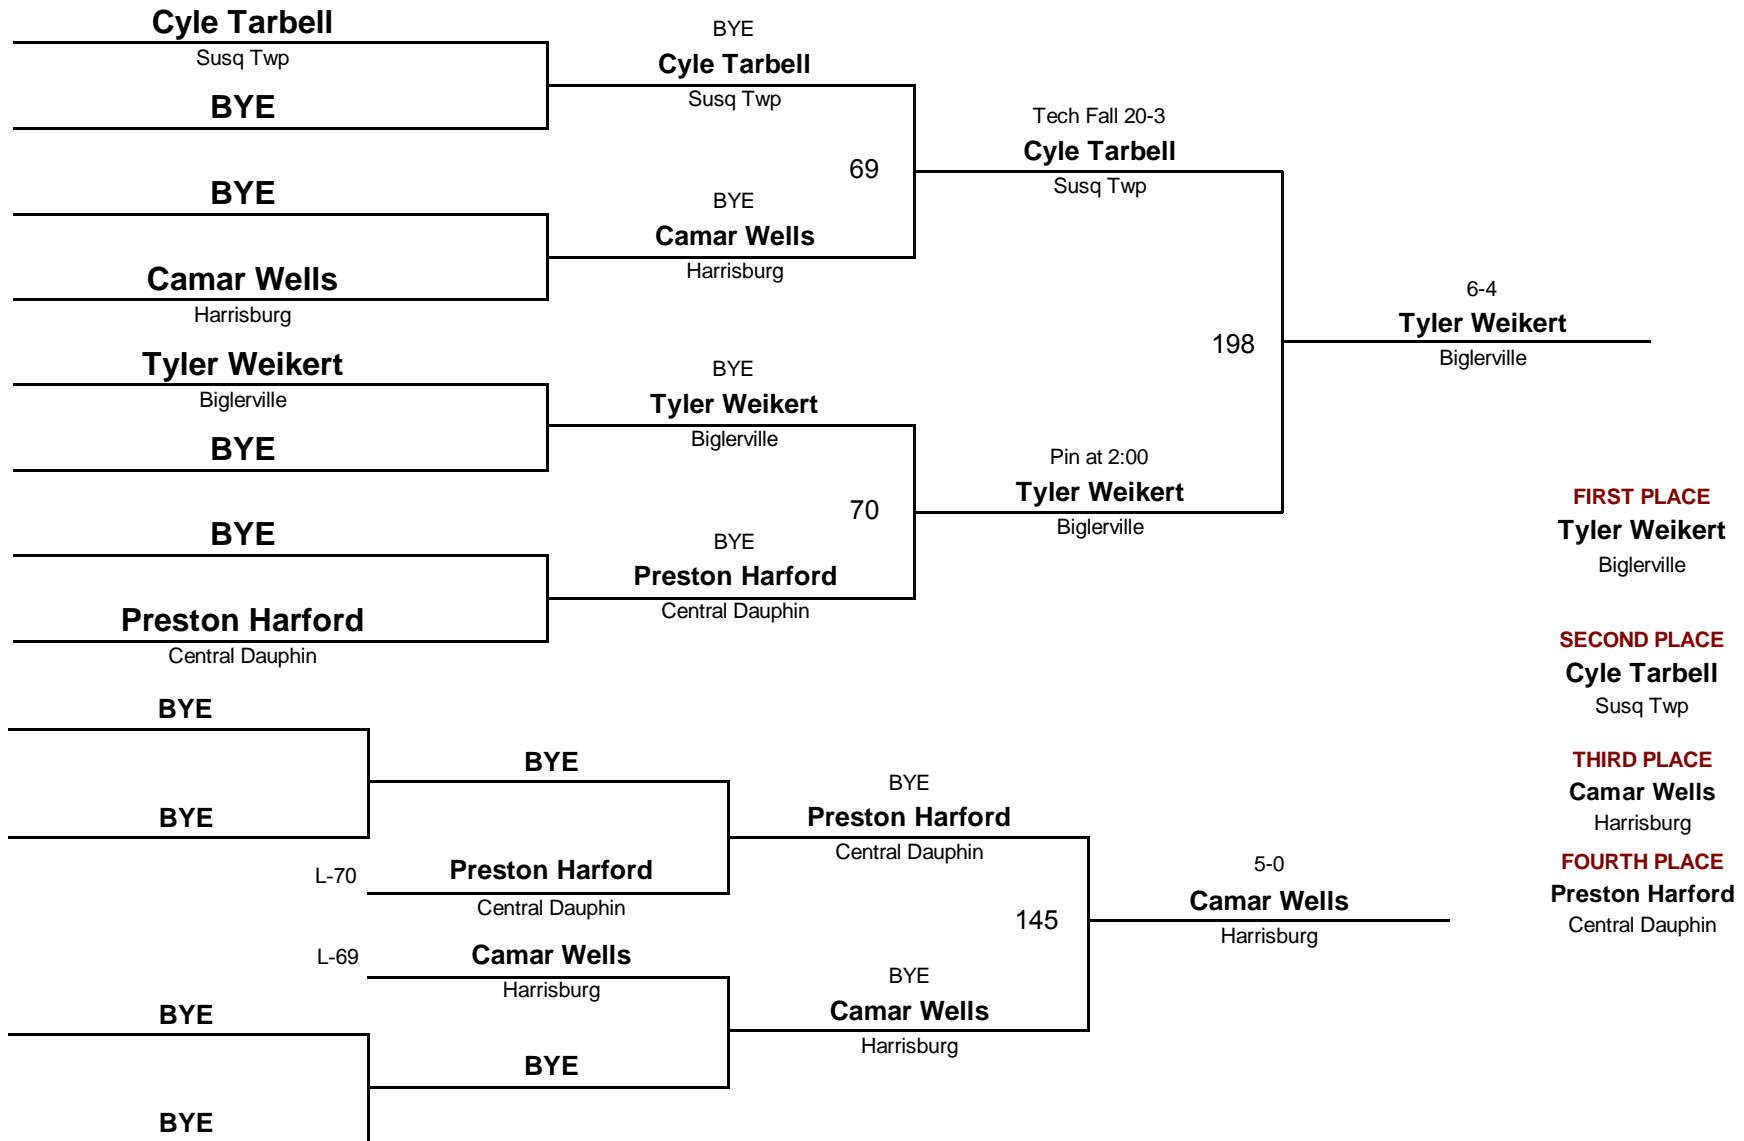 Cyle Tarbell
Susq Twp
BYE
BYE
Camar Wells
Harrisburg
Tyler Weikert
Biglerville
BYE
BYE
Preston Harford
Central Dauphin
BYE
Cyle Tarbell
Susq Twp
69
BYE
Camar Wells
Harrisburg
BYE
Tyler Weikert
Biglerville
70
BYE
Preston Harford
Central Dauphin
Tech Fall 20-3
Cyle Tarbell
Susq Twp
198
Pin at 2:00
Tyler Weikert
Biglerville
6-4
Tyler Weikert
Biglerville
FIRST PLACE
Tyler Weikert
Biglerville
SECOND PLACE
Cyle Tarbell
Susq Twp
THIRD PLACE
Camar Wells
Harrisburg
FOURTH PLACE
Preston Harford
Central Dauphin
BYE
BYE
BYE
L-70
Preston Harford
Central Dauphin
L-69
Camar Wells
Harrisburg
BYE
BYE
BYE
BYE
Preston Harford
Central Dauphin
145
BYE
Camar Wells
Harrisburg
5-0
Camar Wells
Harrisburg